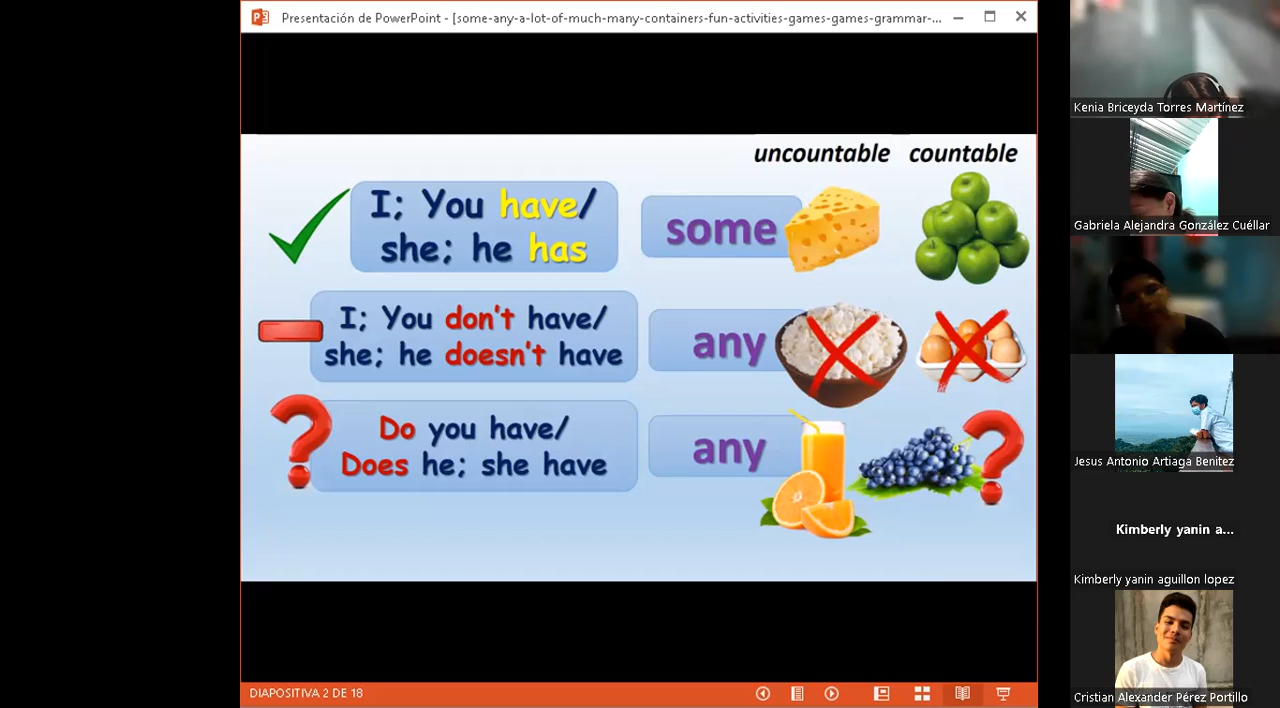 Presentación de PowerPoint - [some-any-a-lot-of-much-many-containers-fun-activities-games-games-grammar-...
uncountable countable
I; You have/
she; he has
some
I; You don't have/
she; he doesn't have
any
Do you have/
Does he; she have
any
DIAPOSITIVA 2 DE 18
Kenia Briceyda Torres Martínez
Gabriela Alejandra González Cuéllar
Jesus Antonio Artiaga Benitez
Kimberly yanin a...
Kimberly yanin aguillon lopez
Cristian Alexander Pérez Portillo